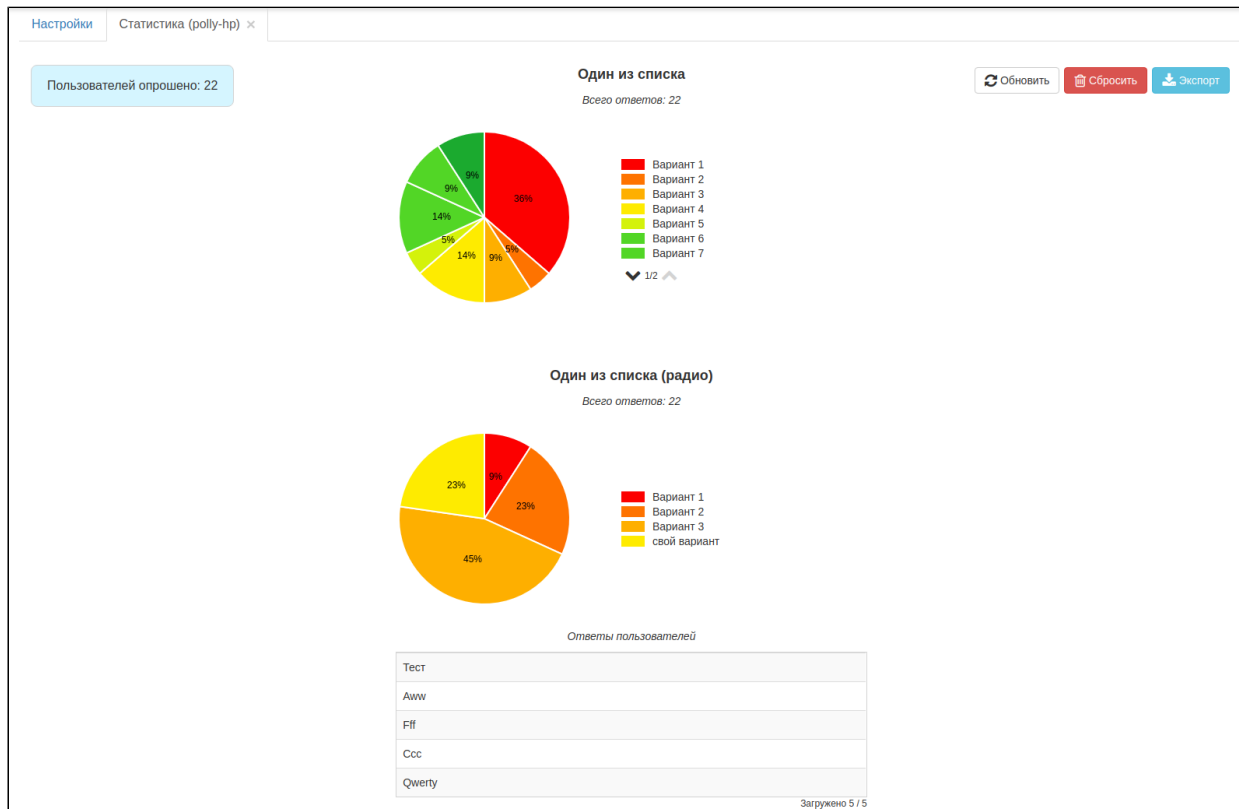 Настройки
Статистика (polly-hp) ×
Пользователей опрошено: 22
Один из списка
Обновить
Сбросить
Экспорт
Всего ответов: 22
9%
36%
9%
14%
5%
14%
9%
5%
Вариант 1
Вариант 2
Вариант 3
Вариант 4
Вариант 5
Вариант 6
Вариант 7
1/2
Один из списка (радио)
Всего ответов: 22
9%
23%
23%
45%
Вариант 1
Вариант 2
Вариант 3
свой вариант
Ответы пользователей
Тест
Aww
Fff
Ccc
Qwerty
Загружено 5 / 5